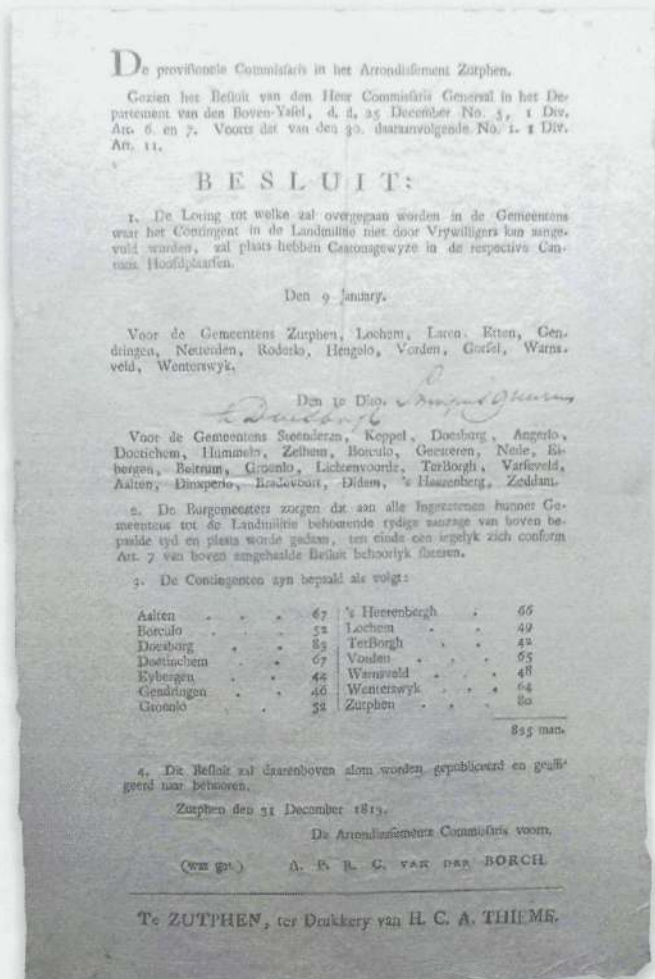 De provisionele Commissaris in het Arrondissement Zutphen.
Gezien het Besluit van den Heer Commissaris Generaal in het De-
partement van den Boven-Yssel, d. d. 25 December No. 5, 1 Div.
Art. 6 en 7. Voorts dat van den 30. daaraanvolgende No. 1. 1 Div.
Art. 11.
BESLUIT:
1. De Loting tot welke zal overgegaan worden in de Gemeentens
waar het Contingent in de Landmilitie niet door Vrywilligers kan aange-
vuld worden, zal plaats hebben Cantonsgewyze in de respective Can-
tons Hoofdplaatsen.
Den 9 January.
Voor de Gemeentens Zutphen, Lochem, Laren, Etten, Gen-
dringen, Netterden, Roderlo, Hengelo, Vorden, Gorssel, Warns-
veld, Wenterswyk.
Den 10 Dito.
te Doesborgh
Voor de Gemeentens Steenderen, Keppel, Doesburg, Angerlo,
Doetichem, Hummelo, Zelhem, Borculo, Geesteren, Nede, Ei-
bergen, Beltrum, Groenlo, Lichtenvoorde, TerBorgh, Varsseveld,
Aalten, Dinxperlo, Bredevoort, Didam, 's Heerenberg, Zeddam.
2. De Burgemeesters zorgen dat aan alle Ingezetenen hunner Ge-
meentens tot de Landmilitie behoorende tydige aanzage van boven be-
paalde tyd en plaats worde gedaan, ten einde een iegelyk zich conform
Art. 7 van boven aangehaalde Besluit behoorlyk sisteren.
3. De Contingenten zyn bepaald als volgt:
Aalten . . . 67
Borculo . . . 52
Doesborg . . 83
Doetinchem . . 67
Eybergen . . 44
Gendringen . . 46
Groenlo . . 52
's Heerenbergh . 66
Lochem . . 49
TerBorgh . . 42
Vorden . . . 65
Warnsveld . . 48
Wenterswyk . . . 64
Zutphen . . . 80
825 man.
4. Dit Besluit zal daarenboven alom worden gepubliceerd en geaffi-
geerd naar behooren.
Zutphen den 31 December 1813.
De Arrondissements Commissaris voorn.
(was get.) A. P. R. C. VAN DER BORCH
Te ZUTPHEN, ter Drukkery van H. C. A. THIEME.